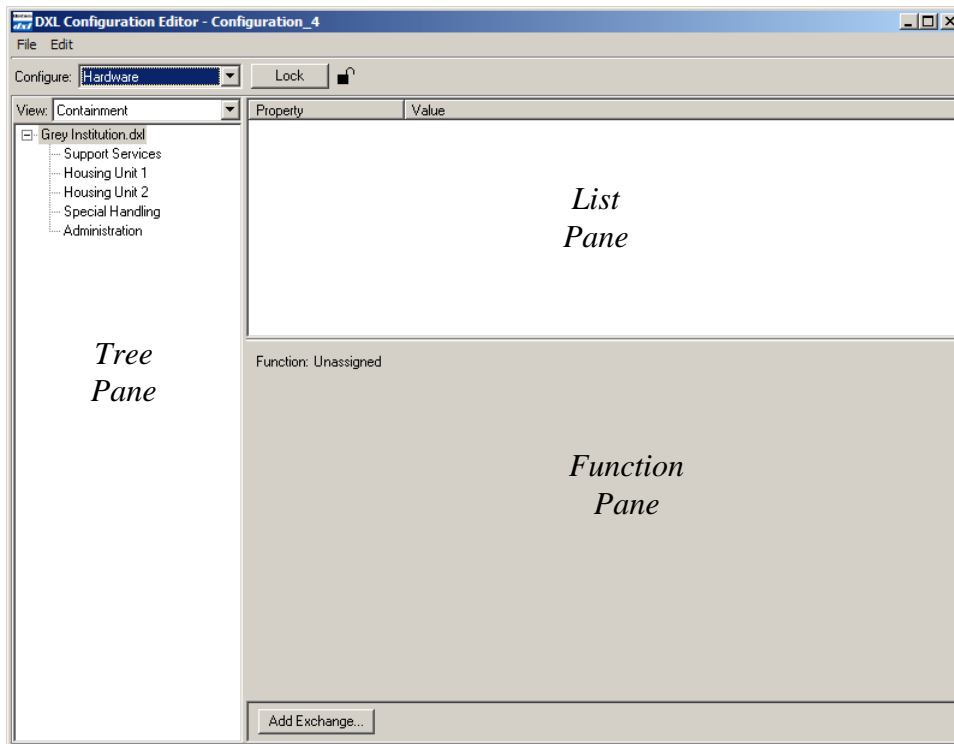 DXL Configuration Editor - Configuration_4
File Edit
Configure: Hardware Lock
View: Containment
Property Value
Grey Institution.dxl
Support Services
Housing Unit 1
Housing Unit 2
Special Handling
Administration
List
Pane
Tree
Pane
Function: Unassigned
Function
Pane
Add Exchange...